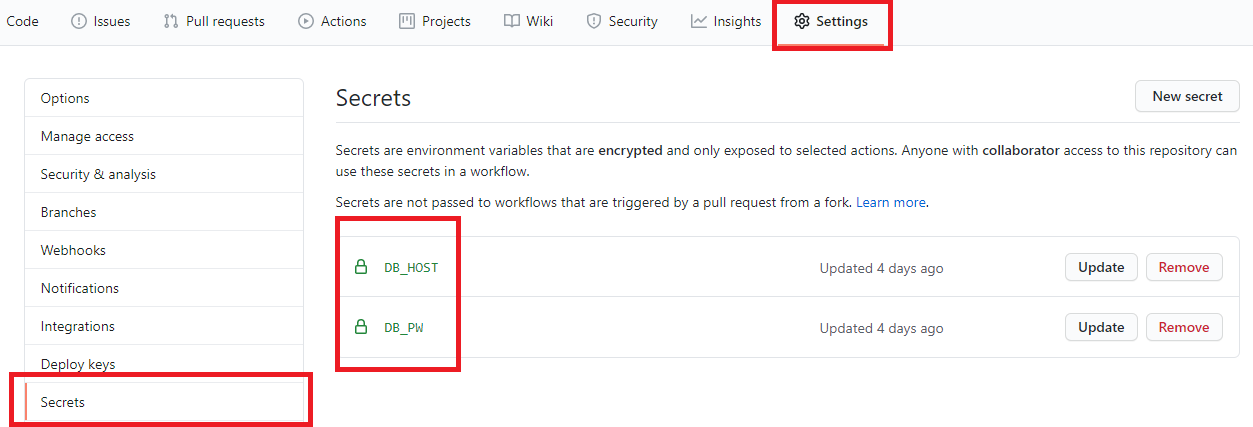 Code Issues Pull requests Actions Projects Wiki Security Insights Settings
Options
Manage access
Security & analysis
Branches
Webhooks
Notifications
Integrations
Deploy keys
Secrets
Secrets New secret
Secrets are environment variables that are encrypted and only exposed to selected actions. Anyone with collaborator access to this repository can
use these secrets in a workflow.
Secrets are not passed to workflows that are triggered by a pull request from a fork. Learn more.
DB_HOST Updated 4 days ago Update Remove
DB_PW Updated 4 days ago Update Remove